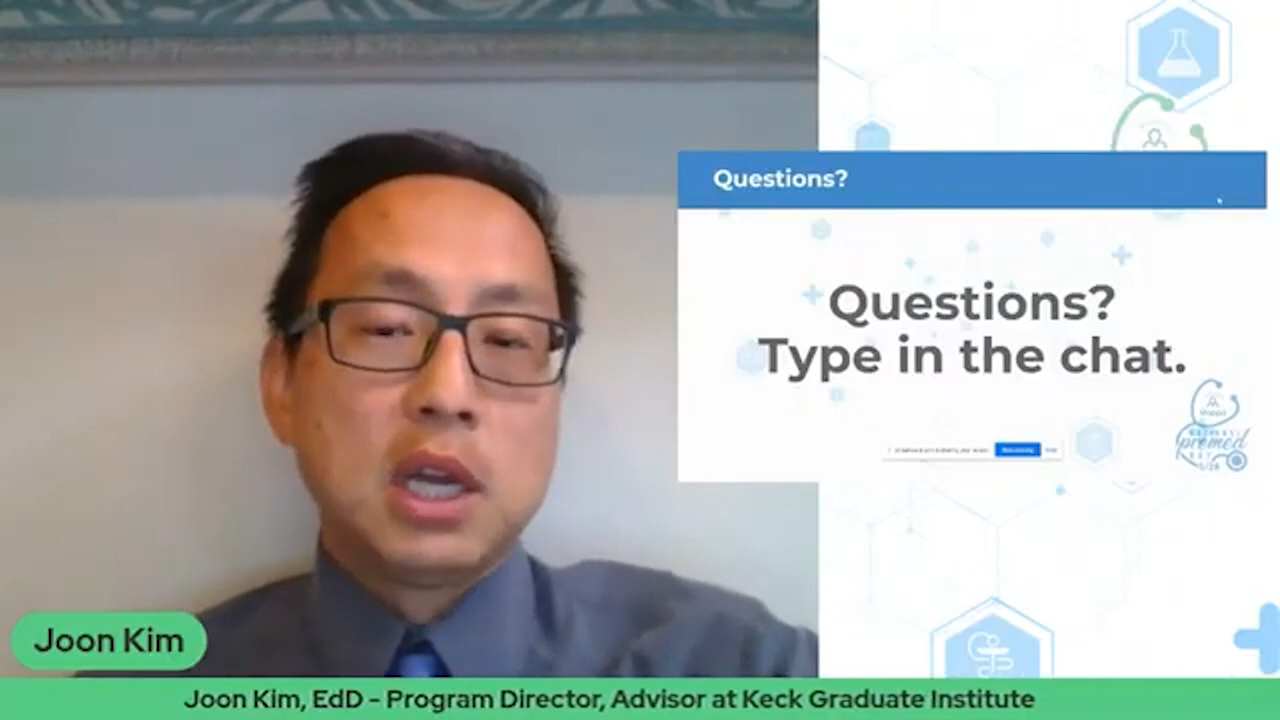 Questions?
Questions?
Type in the chat.
premed
Joon Kim
Joon Kim, EdD - Program Director, Advisor at Keck Graduate Institute